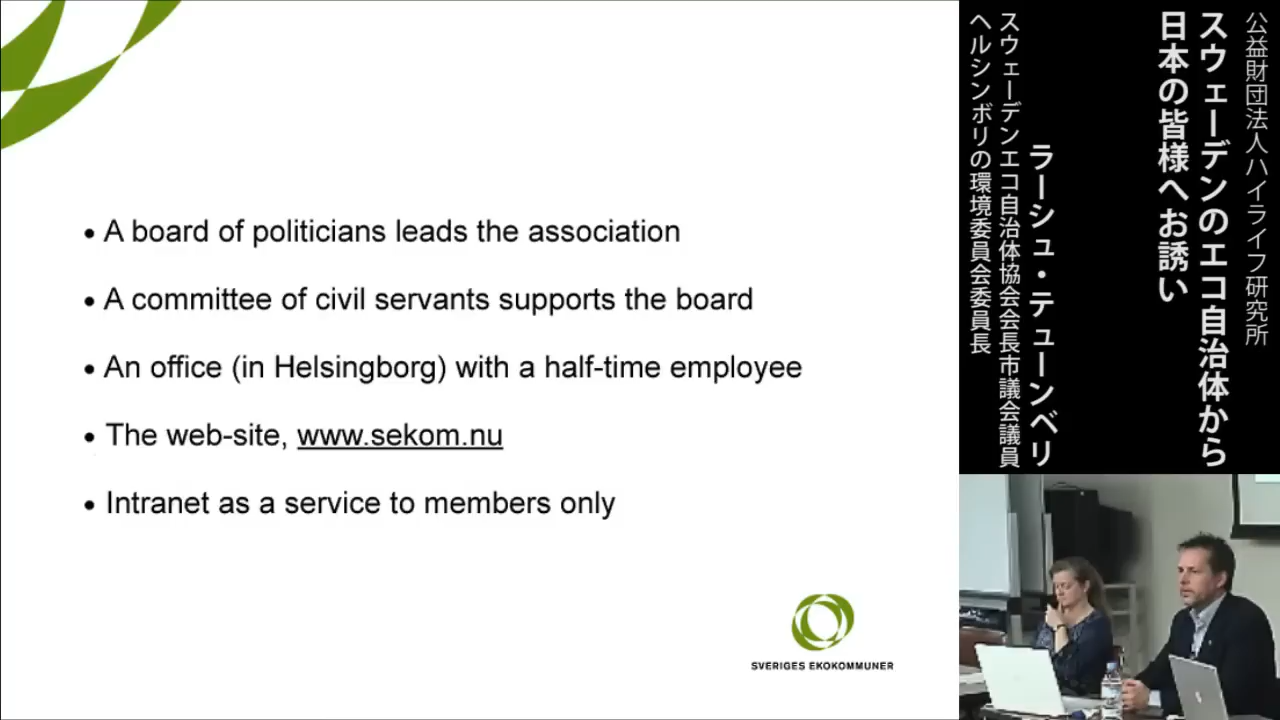 • A board of politicians leads the association
• A committee of civil servants supports the board
• An office (in Helsingborg) with a half-time employee
• The web-site, www.sekom.nu
• Intranet as a service to members only
SVERIGES EKOKOMMUNER
公益財団法人ハイライフ研究所
スウェーデンのエコ自治体から
日本の皆様へお誘い
ラーシュ・テューンベリ
スウェーデンエコ自治体協会会長市議会議員
ヘルシンボリの環境委員会委員長